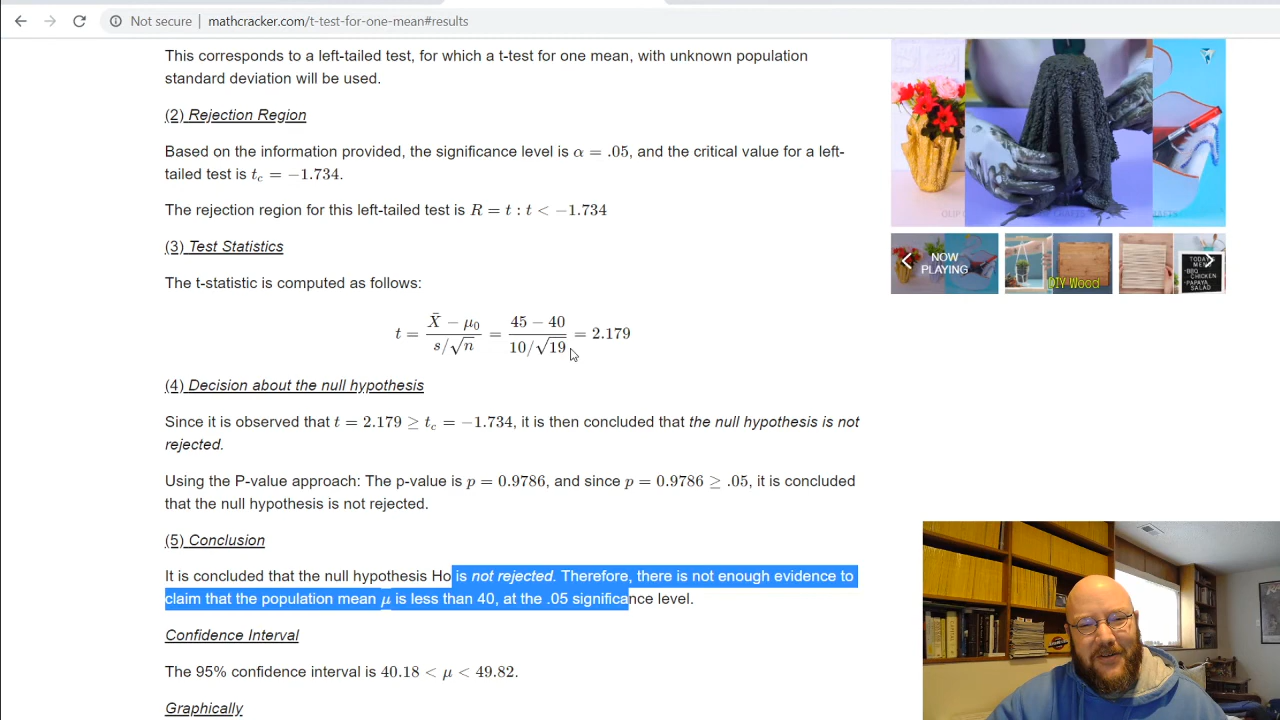 Not secure | mathcracker.com/t-test-for-one-mean#results
This corresponds to a left-tailed test, for which a t-test for one mean, with unknown population
standard deviation will be used.
(2) Rejection Region
Based on the information provided, the significance level is α = .05, and the critical value for a left-
tailed test is t_c = −1.734.
The rejection region for this left-tailed test is R = t : t < −1.734
(3) Test Statistics
The t-statistic is computed as follows:
t = (X̄ − μ₀)/(s/√n) = (45 − 40)/(10/√19) = 2.179
(4) Decision about the null hypothesis
Since it is observed that t = 2.179 ≥ t_c = −1.734, it is then concluded that the null hypothesis is not
rejected.
Using the P-value approach: The p-value is p = 0.9786, and since p = 0.9786 ≥ .05, it is concluded
that the null hypothesis is not rejected.
(5) Conclusion
It is concluded that the null hypothesis Ho is not rejected. Therefore, there is not enough evidence to
claim that the population mean μ is less than 40, at the .05 significance level.
Confidence Interval
The 95% confidence interval is 40.18 < μ < 49.82.
Graphically
NOW
PLAYING
DIY Wood
TODAY
MENU
-BBQ
CHICKEN
-PAPAYA
SALAD